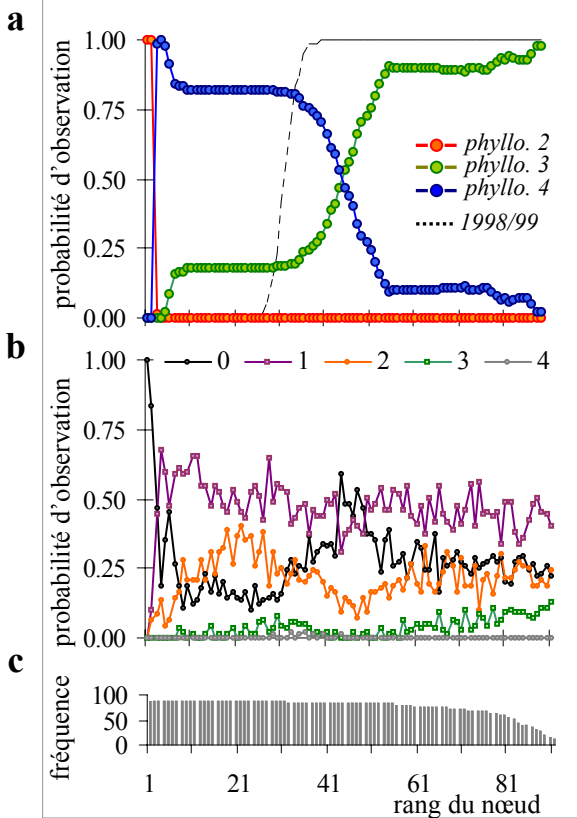 a
probabilité d'observation
1.00
0.75
0.50
0.25
0.00
phyllo. 2
phyllo. 3
phyllo. 4
1998/99
b
probabilité d'observation
0 1 2 3 4
1.00
0.75
0.50
0.25
0.00
c
fréquence
100
50
0
1 21 41 61 81
rang du nœud